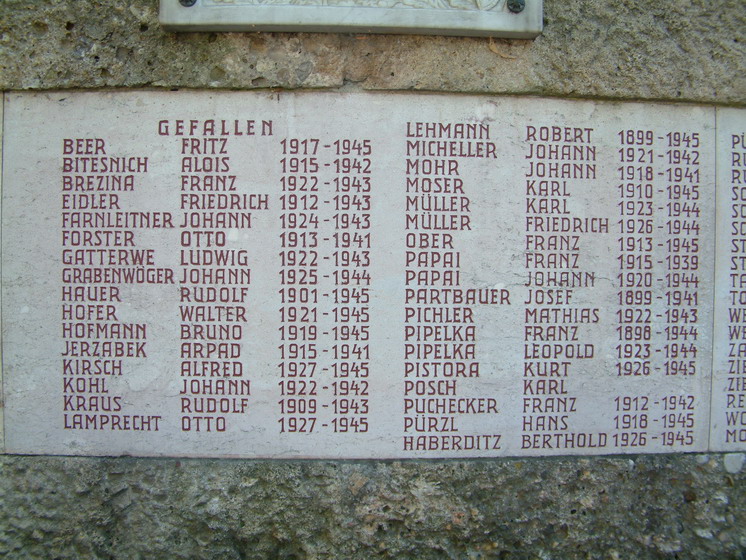 GEFALLEN
BEER FRITZ 1917-1945
BITESNICH ALOIS 1915-1942
BREZINA FRANZ 1922-1943
EIDLER FRIEDRICH 1912-1943
FARNLEITNER JOHANN 1924-1943
FORSTER OTTO 1913-1941
GATTERWE LUDWIG 1922-1943
GRABENWÖGER JOHANN 1925-1944
HAUER RUDOLF 1901-1945
HOFER WALTER 1921-1945
HOFMANN BRUNO 1919-1945
JERZABEK ARPAD 1915-1941
KIRSCH ALFRED 1927-1945
KOHL JOHANN 1922-1942
KRAUS RUDOLF 1909-1943
LAMPRECHT OTTO 1927-1945
LEHMANN ROBERT 1899-1945
MICHELLER JOHANN 1921-1942
MOHR JOHANN 1918-1941
MOSER KARL 1910-1945
MÜLLER KARL 1923-1944
MÜLLER FRIEDRICH 1926-1944
OBER FRANZ 1913-1945
PAPAI FRANZ 1915-1939
PAPAI JOHANN 1920-1944
PARTBAUER JOSEF 1899-1941
PICHLER MATHIAS 1922-1943
PIPELKA FRANZ 1898-1944
PIPELKA LEOPOLD 1923-1944
PISTORA KURT 1926-1945
POSCH KARL
PUCHECKER FRANZ 1912-1942
PÜRZL HANS 1918-1945
HABERDITZ BERTHOLD 1926-1945